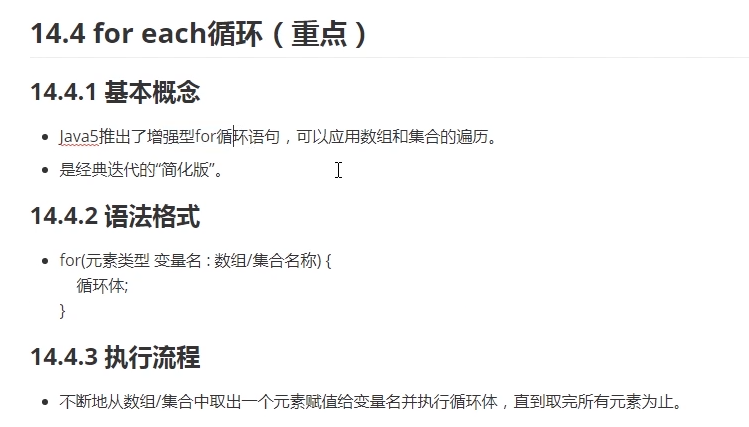 14.4 for each循环（重点）
14.4.1 基本概念
Java5推出了增强型for循环语句，可以应用数组和集合的遍历。
是经典迭代的“简化版”。
14.4.2 语法格式
for(元素类型 变量名 : 数组/集合名称) {
循环体;
}
14.4.3 执行流程
不断地从数组/集合中取出一个元素赋值给变量名并执行循环体，直到取完所有元素为止。